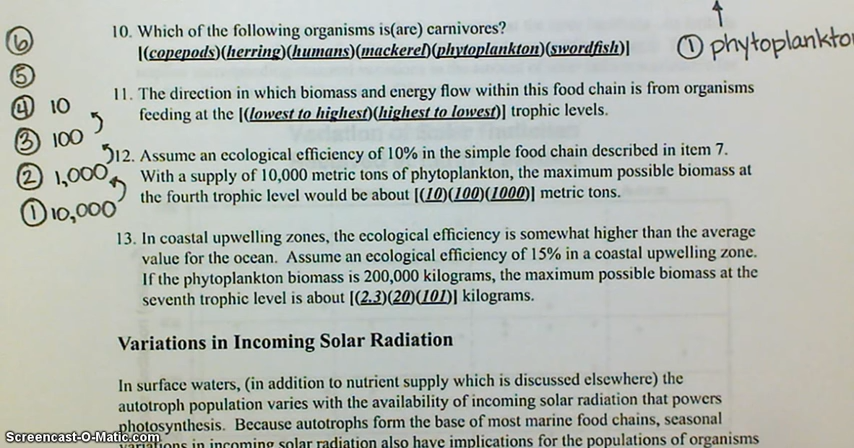 10. Which of the following organisms is(are) carnivores?
[(copepods)(herring)(humans)(mackerel)(phytoplankton)(swordfish)]
① phytoplankto
11. The direction in which biomass and energy flow within this food chain is from organisms
feeding at the [(lowest to highest)(highest to lowest)] trophic levels.
12. Assume an ecological efficiency of 10% in the simple food chain described in item 7.
With a supply of 10,000 metric tons of phytoplankton, the maximum possible biomass at
the fourth trophic level would be about [(10)(100)(1000)] metric tons.
⑥
⑤
④ 10
③ 100
② 1,000
① 10,000
13. In coastal upwelling zones, the ecological efficiency is somewhat higher than the average
value for the ocean. Assume an ecological efficiency of 15% in a coastal upwelling zone.
If the phytoplankton biomass is 200,000 kilograms, the maximum possible biomass at the
seventh trophic level is about [(2.3)(20)(101)] kilograms.
Variations in Incoming Solar Radiation
In surface waters, (in addition to nutrient supply which is discussed elsewhere) the
autotroph population varies with the availability of incoming solar radiation that powers
photosynthesis. Because autotrophs form the base of most marine food chains, seasonal
variations in incoming solar radiation also have implications for the populations of organisms
Screencast-O-Matic.com